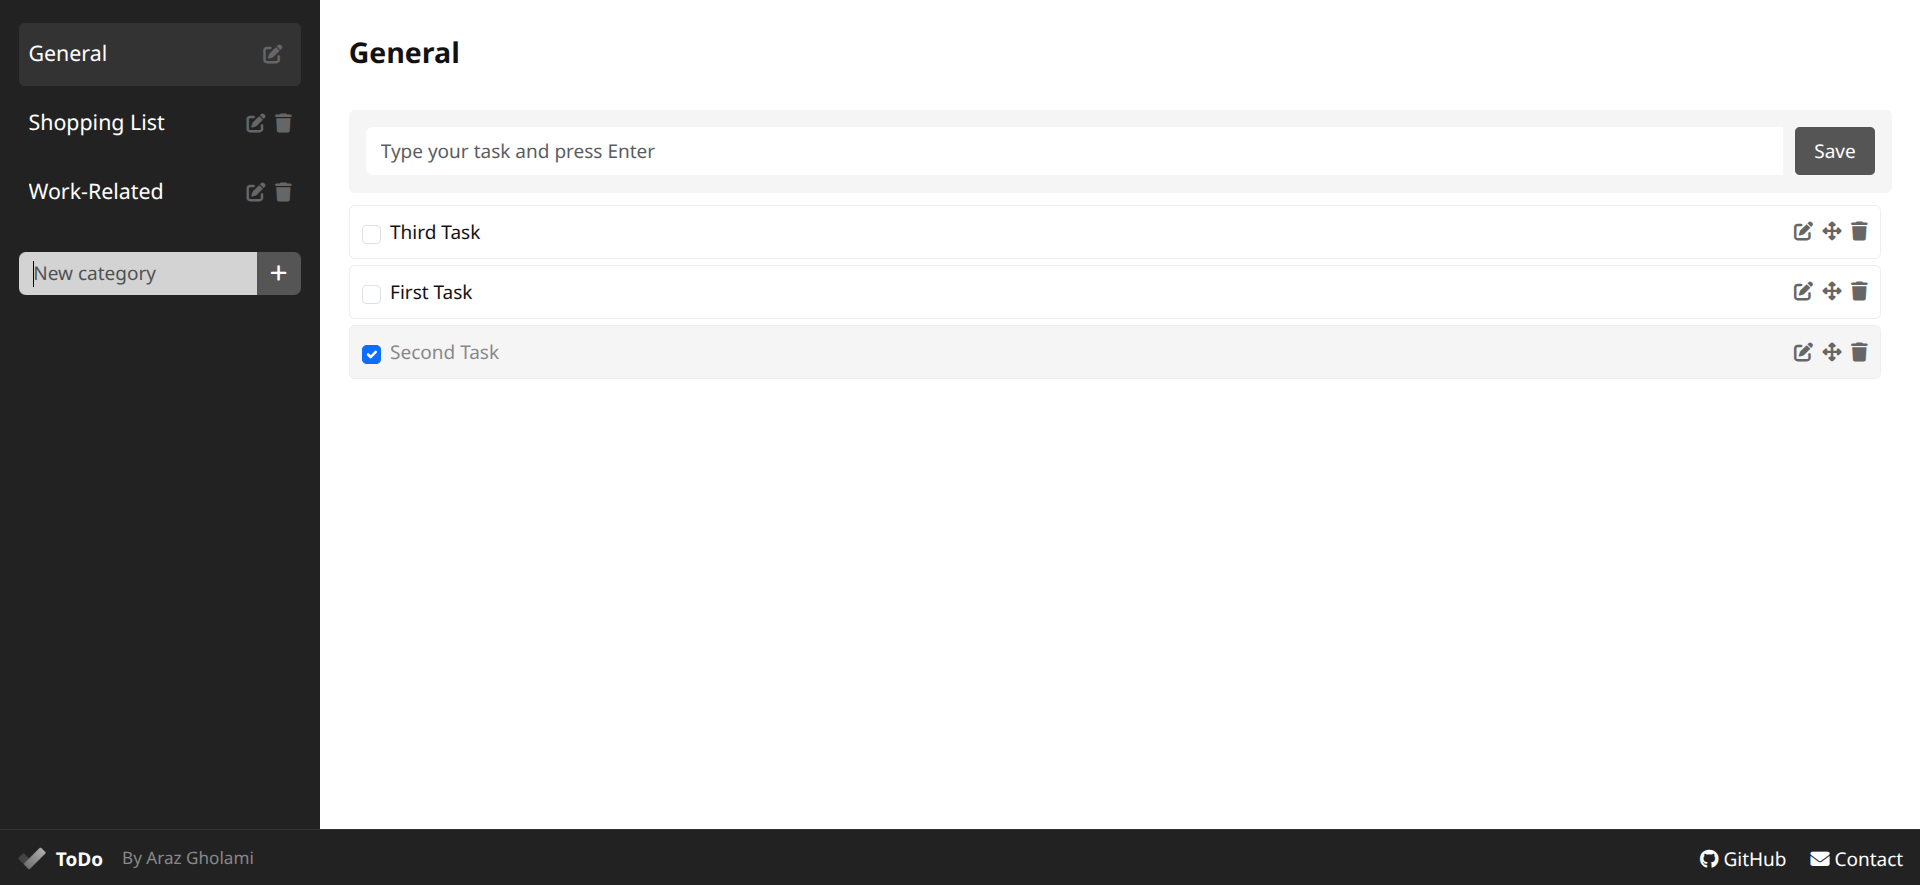 General
Shopping List
Work-Related
New category
General
Type your task and press Enter
Save
Third Task
First Task
Second Task
ToDo By Araz Gholami
GitHub Contact